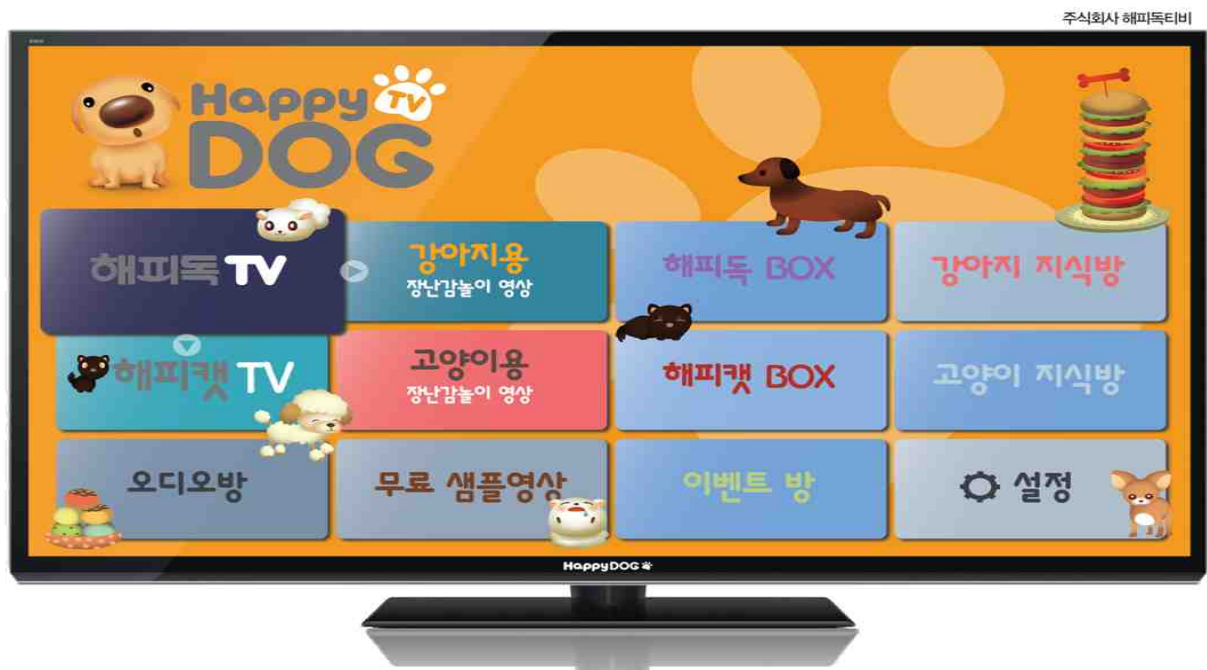 주식회사 해피독티비
Happy TV
DOG
해피독 TV
강아지용
장난감놀이 영상
해피독 BOX
강아지 지식방
해피캣 TV
고양이용
장난감놀이 영상
해피캣 BOX
고양이 지식방
오디오방
무료 샘플영상
이벤트 방
설정
HappyDOG